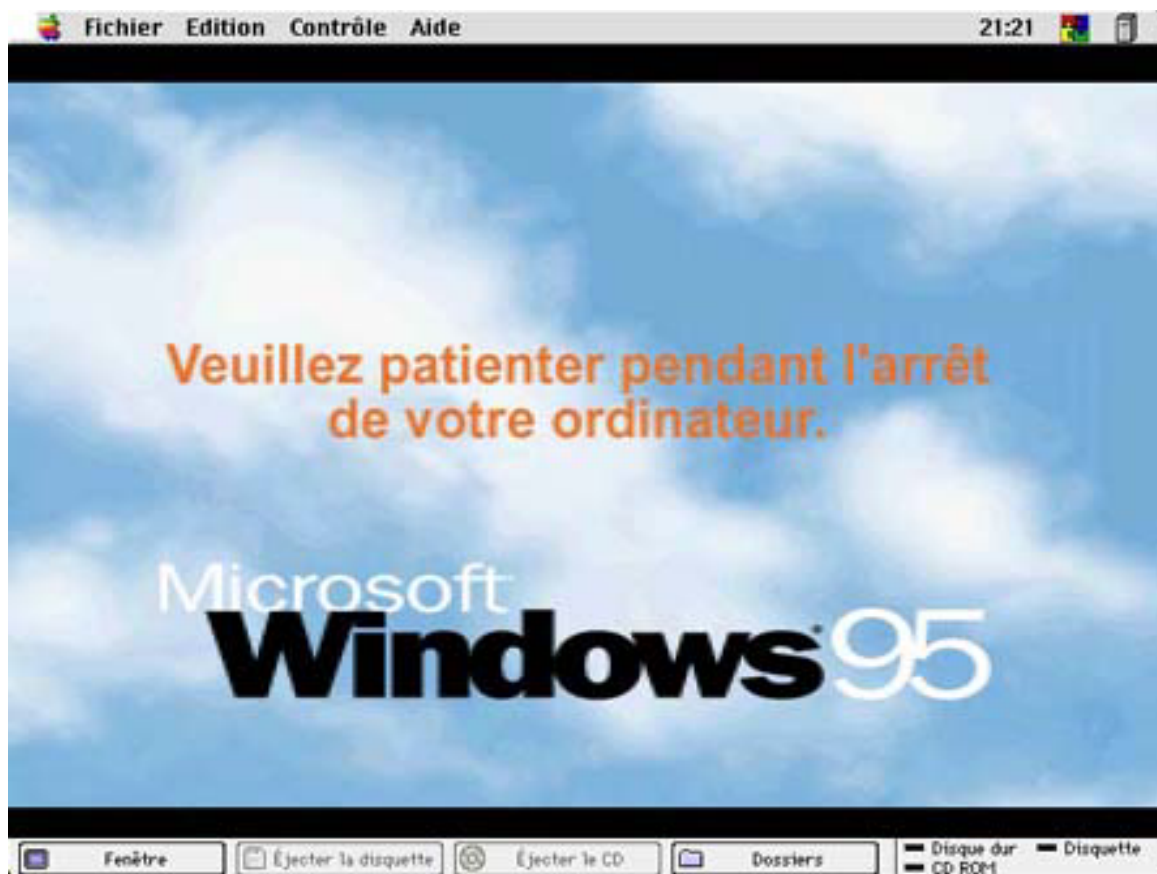 Fichier Edition Contrôle Aide 21:21
Veuillez patienter pendant l'arrêt
de votre ordinateur.
Microsoft
Windows 95
Fenêtre Éjecter la disquette Éjecter le CD Dossiers Disque dur Disquette
CD ROM